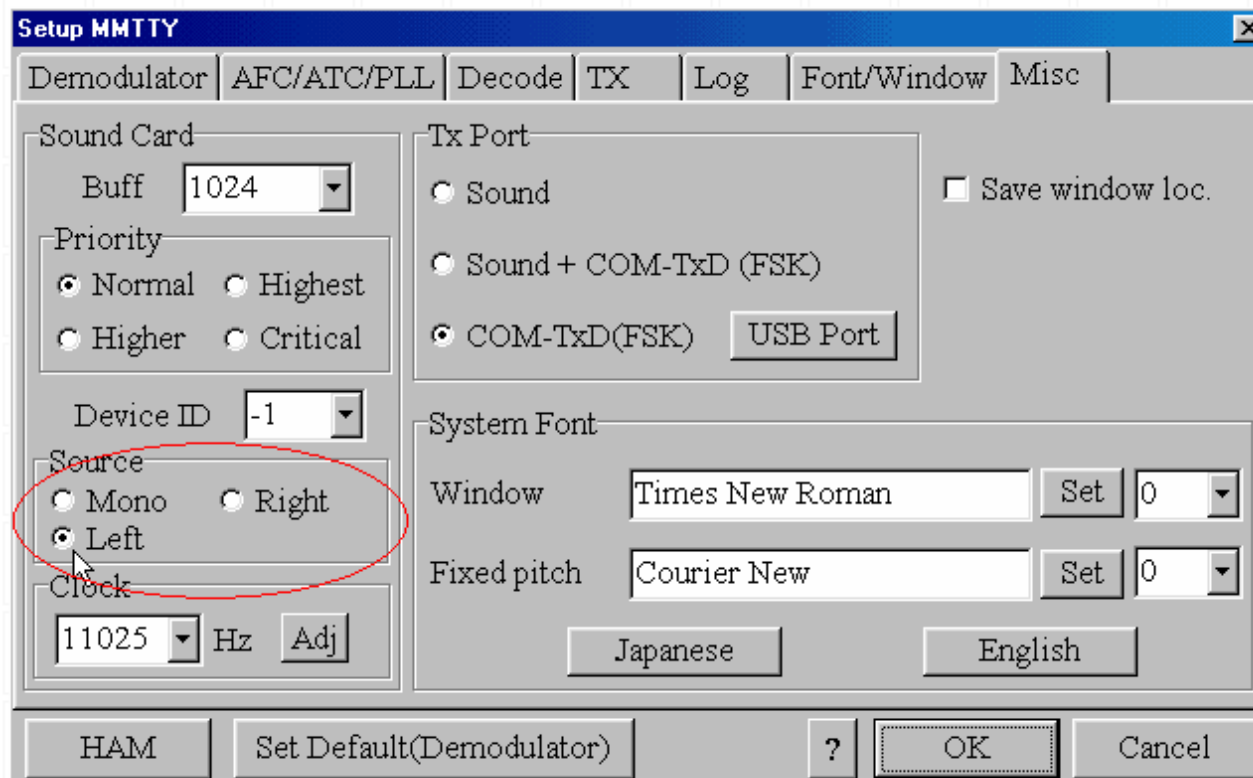 Setup MMTTY
Demodulator AFC/ATC/PLL Decode TX Log Font/Window Misc
Sound Card
Buff 1024
Priority
Normal Highest
Higher Critical
Device ID -1
Source
Mono Right
Left
Clock
11025 Hz Adj
Tx Port
Sound
Sound + COM-TxD (FSK)
COM-TxD(FSK) USB Port
Save window loc.
System Font
Window Times New Roman Set 0
Fixed pitch Courier New Set 0
Japanese English
HAM Set Default(Demodulator) ? OK Cancel